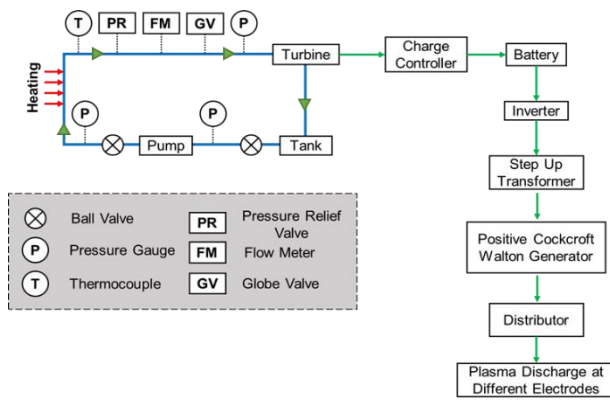 T
PR
FM
GV
P
Turbine
Charge
Controller
Battery
Heating
P
P
Pump
Tank
Inverter
Step Up
Transformer
Ball Valve
PR
Pressure Relief
Valve
P
Pressure Gauge
FM
Flow Meter
T
Thermocouple
GV
Globe Valve
Positive Cockcroft
Walton Generator
Distributor
Plasma Discharge at
Different Electrodes